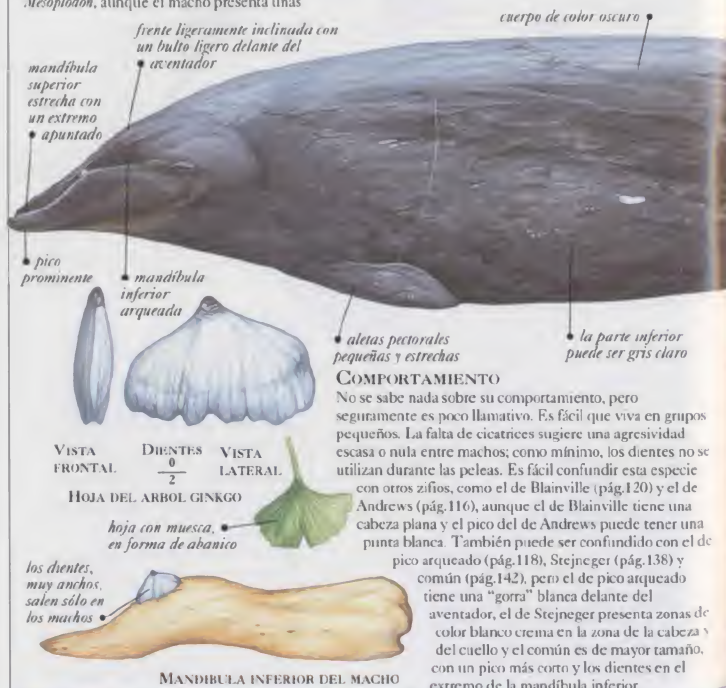 Mesoplodon, aunque el macho presenta unas
cuerpo de color oscuro
frente ligeramente inclinada con
un bulto ligero delante del
aventador
mandíbula
superior
estrecha con
un extremo
apuntado
pico
prominente
mandíbula
inferior
arqueada
aletas pectorales
pequeñas y estrechas
la parte inferior
puede ser gris claro
VISTA
FRONTAL
DIENTES
0
2
VISTA
LATERAL
HOJA DEL ARBOL GINKGO
hoja con muesca,
en forma de abanico
los dientes,
muy anchos,
salen sólo en
los machos
MANDIBULA INFERIOR DEL MACHO
COMPORTAMIENTO
No se sabe nada sobre su comportamiento, pero
seguramente es poco llamativo. Es fácil que viva en grupos
pequeños. La falta de cicatrices sugiere una agresividad
escasa o nula entre machos; como mínimo, los dientes no se
utilizan durante las peleas. Es fácil confundir esta especie
con otros zifios, como el de Blainville (pág.120) y el de
Andrews (pág.116), aunque el de Blainville tiene una
cabeza plana y el pico del de Andrews puede tener una
punta blanca. También puede ser confundido con el de
pico arqueado (pág.118), Stejneger (pág.138) y
común (pág.142), pero el de pico arqueado
tiene una "gorra" blanca delante del
aventador, el de Stejneger presenta zonas de
color blanco crema en la zona de la cabeza y
del cuello y el común es de mayor tamaño,
con un pico más corto y los dientes en el
extremo de la mandíbula inferior